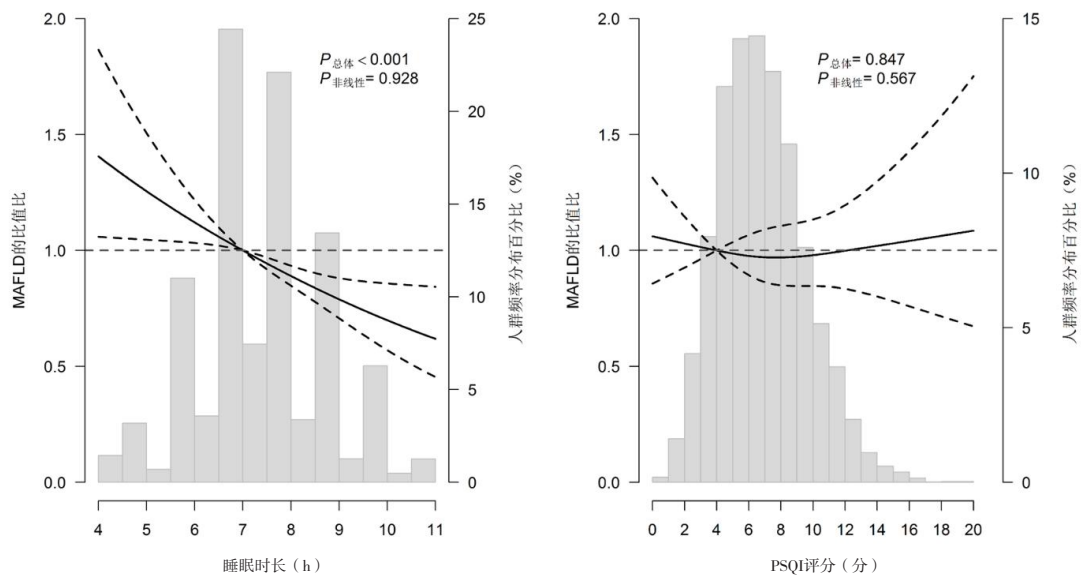 2.0
1.5
1.0
0.5
0.0
MAFLD的比值比
P总体＜0.001
P非线性= 0.928
25
20
15
10
5
0
人群频率分布百分比（%）
4 5 6 7 8 9 10 11
睡眠时长（h）
2.0
1.5
1.0
0.5
0.0
MAFLD的比值比
P总体= 0.847
P非线性= 0.567
15
10
5
0
人群频率分布百分比（%）
0 2 4 6 8 10 12 14 16 18 20
PSQI评分（分）